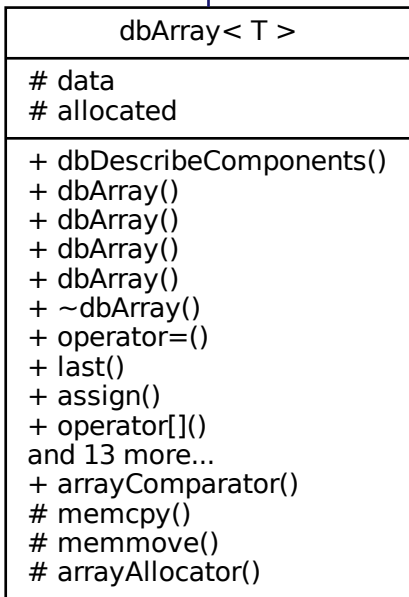 dbArray< T >
# data
# allocated
+ dbDescribeComponents()
+ dbArray()
+ dbArray()
+ dbArray()
+ dbArray()
+ ~dbArray()
+ operator=()
+ last()
+ assign()
+ operator[]()
and 13 more...
+ arrayComparator()
# memcpy()
# memmove()
# arrayAllocator()